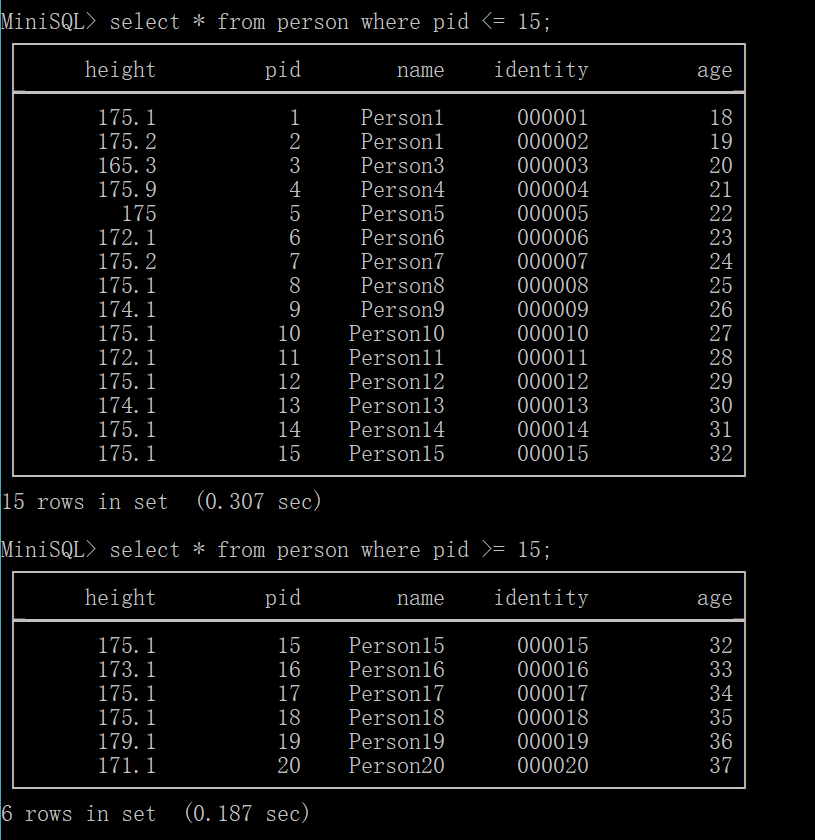 MiniSQL> select * from person where pid <= 15;
height pid name identity age
175.1 1 Person1 000001 18
175.2 2 Person1 000002 19
165.3 3 Person3 000003 20
175.9 4 Person4 000004 21
175 5 Person5 000005 22
172.1 6 Person6 000006 23
175.2 7 Person7 000007 24
175.1 8 Person8 000008 25
174.1 9 Person9 000009 26
175.1 10 Person10 000010 27
172.1 11 Person11 000011 28
175.1 12 Person12 000012 29
174.1 13 Person13 000013 30
175.1 14 Person14 000014 31
175.1 15 Person15 000015 32
15 rows in set (0.307 sec)
MiniSQL> select * from person where pid >= 15;
height pid name identity age
175.1 15 Person15 000015 32
173.1 16 Person16 000016 33
175.1 17 Person17 000017 34
175.1 18 Person18 000018 35
179.1 19 Person19 000019 36
171.1 20 Person20 000020 37
6 rows in set (0.187 sec)